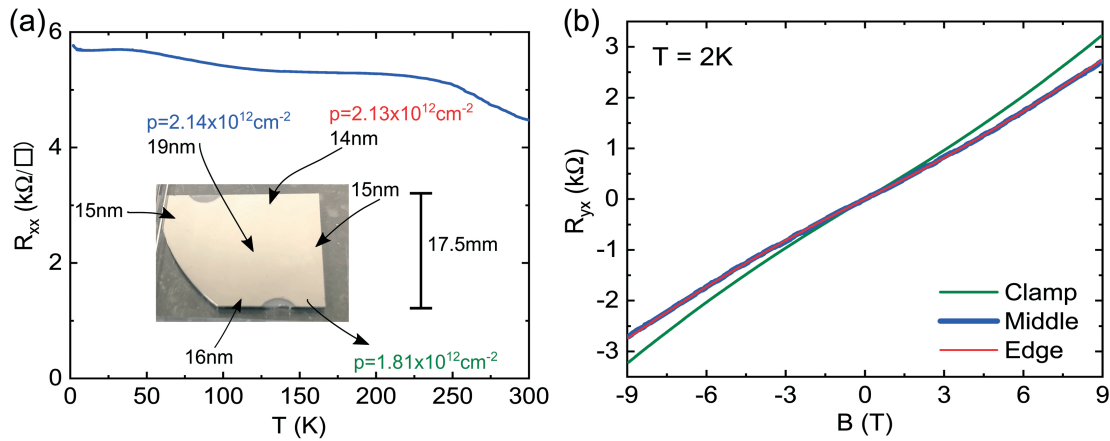 (a)
6
4
2
0
R_xx (kΩ/□)
0 50 100 150 200 250 300
T (K)
p=2.14x10^12cm^-2
19nm
p=2.13x10^12cm^-2
14nm
15nm
15nm
17.5mm
16nm
p=1.81x10^12cm^-2
(b)
T = 2K
3
2
1
0
-1
-2
-3
R_yx (kΩ)
Clamp
Middle
Edge
-9 -6 -3 0 3 6 9
B (T)